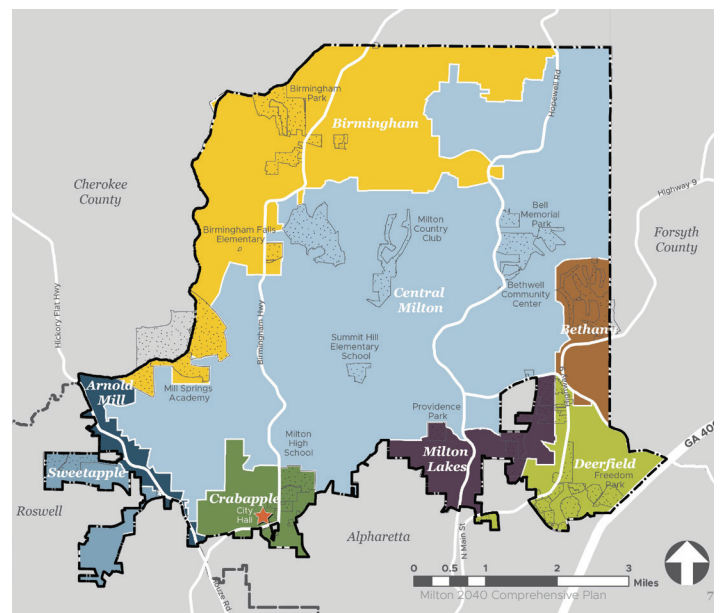 Birmingham
Park
Birmingham
Hopewell Rd
Cherokee
County
Highway 9
Milton
Country
Club
Bell
Memorial
Park
Forsyth
County
Birmingham Falls
Elementary
Bethwell
Community
Center
Central
Milton
Hickory Flat Hwy
Birmingham Hwy
Bethany
Summit Hill
Elementary
School
Arnold
Mill
Mill Springs
Academy
Providence
Park
Milton
High
School
Milton
Lakes
GA 400
Sweetapple
Crabapple
City
Hall
Deerfield
Freedom
Park
Roswell
Alpharetta
N Main St
0 0.5 1 2 3
Miles
Milton 2040 Comprehensive Plan 7